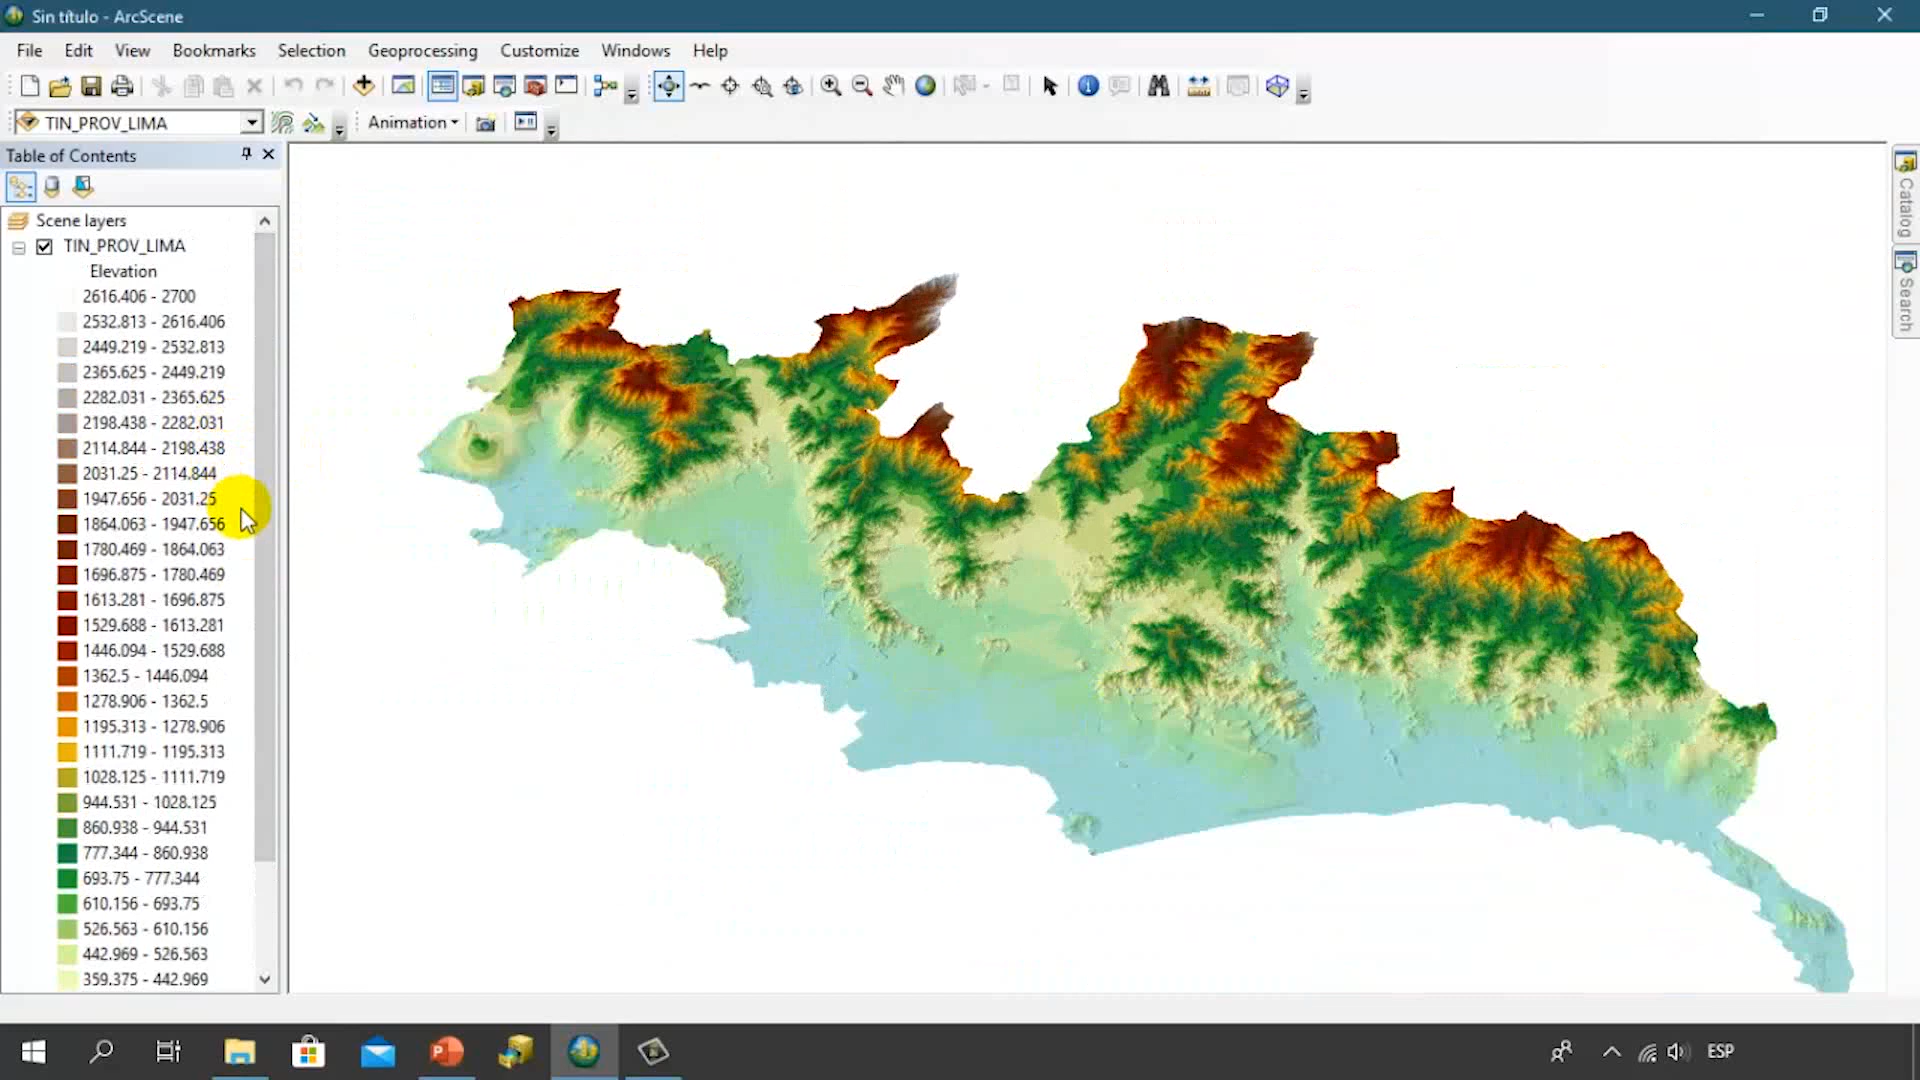 Sin título - ArcScene
File Edit View Bookmarks Selection Geoprocessing Customize Windows Help
TIN_PROV_LIMA Animation
Table of Contents
Scene layers
TIN_PROV_LIMA
Elevation
2616.406 - 2700
2532.813 - 2616.406
2449.219 - 2532.813
2365.625 - 2449.219
2282.031 - 2365.625
2198.438 - 2282.031
2114.844 - 2198.438
2031.25 - 2114.844
1947.656 - 2031.25
1864.063 - 1947.656
1780.469 - 1864.063
1696.875 - 1780.469
1613.281 - 1696.875
1529.688 - 1613.281
1446.094 - 1529.688
1362.5 - 1446.094
1278.906 - 1362.5
1195.313 - 1278.906
1111.719 - 1195.313
1028.125 - 1111.719
944.531 - 1028.125
860.938 - 944.531
777.344 - 860.938
693.75 - 777.344
610.156 - 693.75
526.563 - 610.156
442.969 - 526.563
359.375 - 442.969
Catalog
Search
ESP